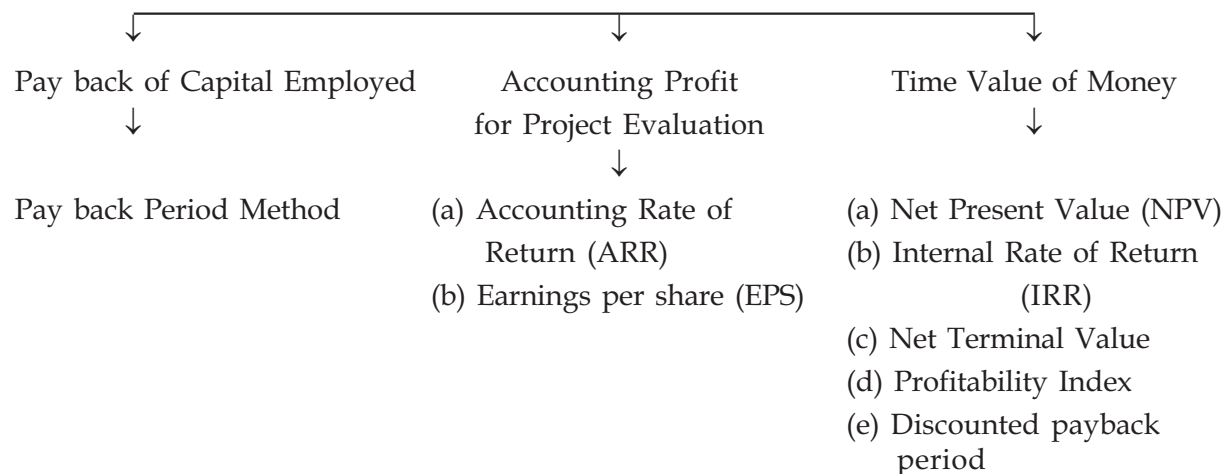 Pay back of Capital Employed
Pay back Period Method
Accounting Profit
for Project Evaluation
(a) Accounting Rate of
Return (ARR)
(b) Earnings per share (EPS)
Time Value of Money
(a) Net Present Value (NPV)
(b) Internal Rate of Return
(IRR)
(c) Net Terminal Value
(d) Profitability Index
(e) Discounted payback
period